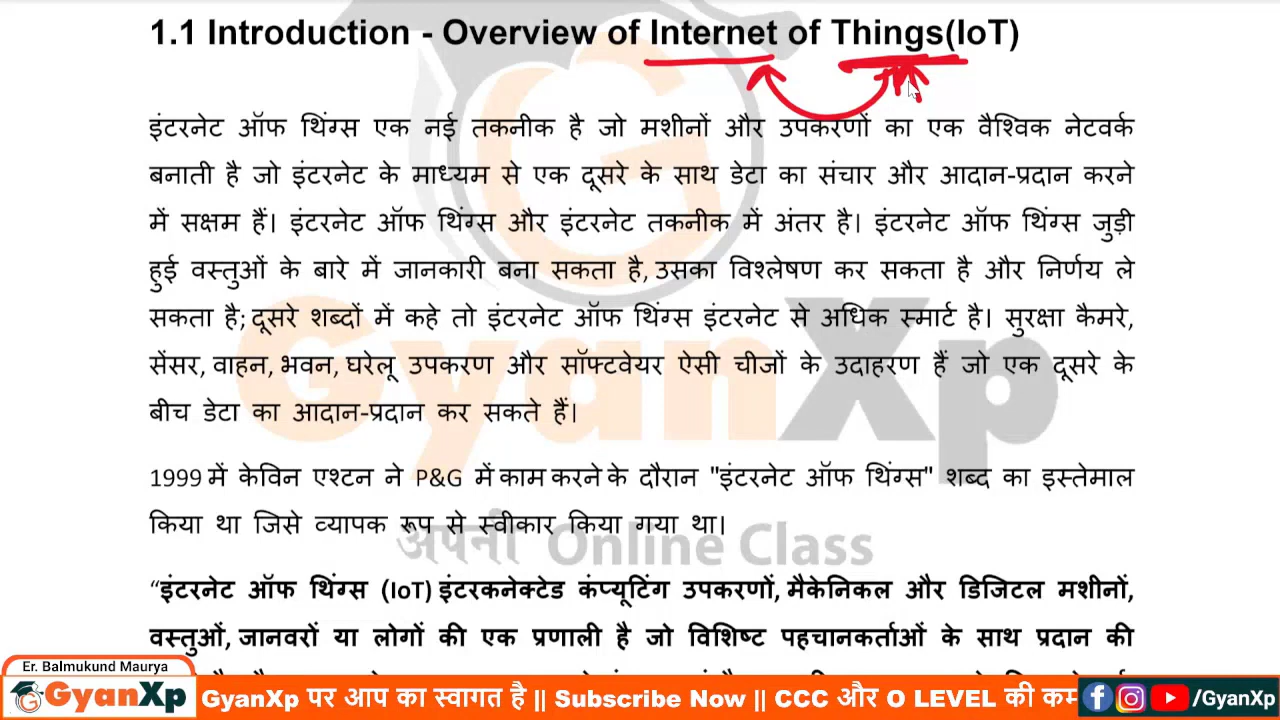 1.1 Introduction - Overview of Internet of Things(IoT)
इंटरनेट ऑफ थिंग्स एक नई तकनीक है जो मशीनों और उपकरणों का एक वैश्विक नेटवर्क
बनाती है जो इंटरनेट के माध्यम से एक दूसरे के साथ डेटा का संचार और आदान-प्रदान करने
में सक्षम हैं। इंटरनेट ऑफ थिंग्स और इंटरनेट तकनीक में अंतर है। इंटरनेट ऑफ थिंग्स जुड़ी
हुई वस्तुओं के बारे में जानकारी बना सकता है, उसका विश्लेषण कर सकता है और निर्णय ले
सकता है; दूसरे शब्दों में कहे तो इंटरनेट ऑफ थिंग्स इंटरनेट से अधिक स्मार्ट है। सुरक्षा कैमरे,
सेंसर, वाहन, भवन, घरेलू उपकरण और सॉफ्टवेयर ऐसी चीजों के उदाहरण हैं जो एक दूसरे के
बीच डेटा का आदान-प्रदान कर सकते हैं।
1999 में केविन एश्टन ने P&G में काम करने के दौरान "इंटरनेट ऑफ थिंग्स" शब्द का इस्तेमाल
किया था जिसे व्यापक रूप से स्वीकार किया गया था।
“इंटरनेट ऑफ थिंग्स (IoT) इंटरकनेक्टेड कंप्यूटिंग उपकरणों, मैकेनिकल और डिजिटल मशीनों,
वस्तुओं, जानवरों या लोगों की एक प्रणाली है जो विशिष्ट पहचानकर्ताओं के साथ प्रदान की
GyanXp
अपनी Online Class
Er. Balmukund Maurya
GyanXp
GyanXp पर आप का स्वागत है || Subscribe Now || CCC और O LEVEL की कम
/GyanXp